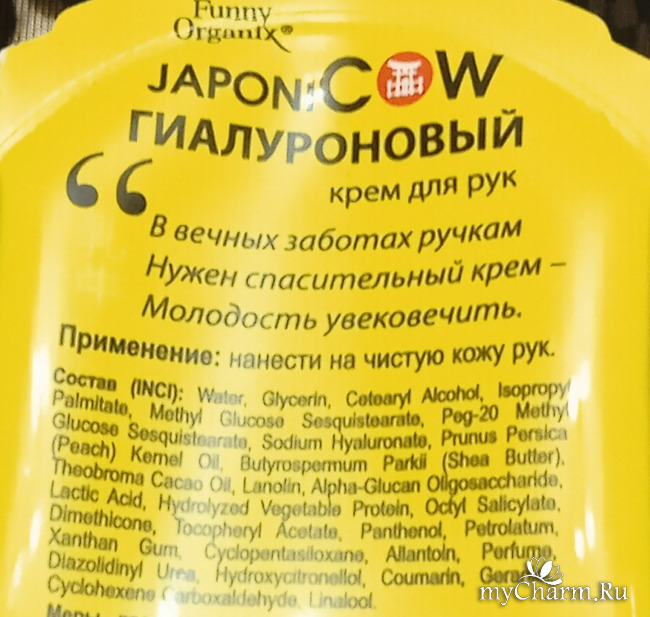 Funny
Organix®
JAPONiCOW
ГИАЛУРОНОВЫЙ
крем для рук
“
В вечных заботах ручкам
Нужен спасительный крем –
Молодость увековечить.
Применение: нанести на чистую кожу рук.
Состав (INCI): Water, Glycerin, Cetearyl Alcohol, Isopropyl
Palmitate, Methyl Glucose Sesquistearate, Peg-20 Methyl
Glucose Sesquistearate, Sodium Hyaluronate, Prunus Persica
(Peach) Kernel Oil, Butyrospermum Parkii (Shea Butter),
Theobroma Cacao Oil, Lanolin, Alpha-Glucan Oligosaccharide,
Lactic Acid, Hydrolyzed Vegetable Protein, Octyl Salicylate,
Dimethicone, Tocopheryl Acetate, Panthenol, Petrolatum,
Xanthan Gum, Cyclopentasiloxane, Allantoin, Perfume,
Diazolidinyl Urea, Hydroxycitronellol, Coumarin,
Cyclohexene Carboxaldehyde, Linalool.
myCharm.Ru